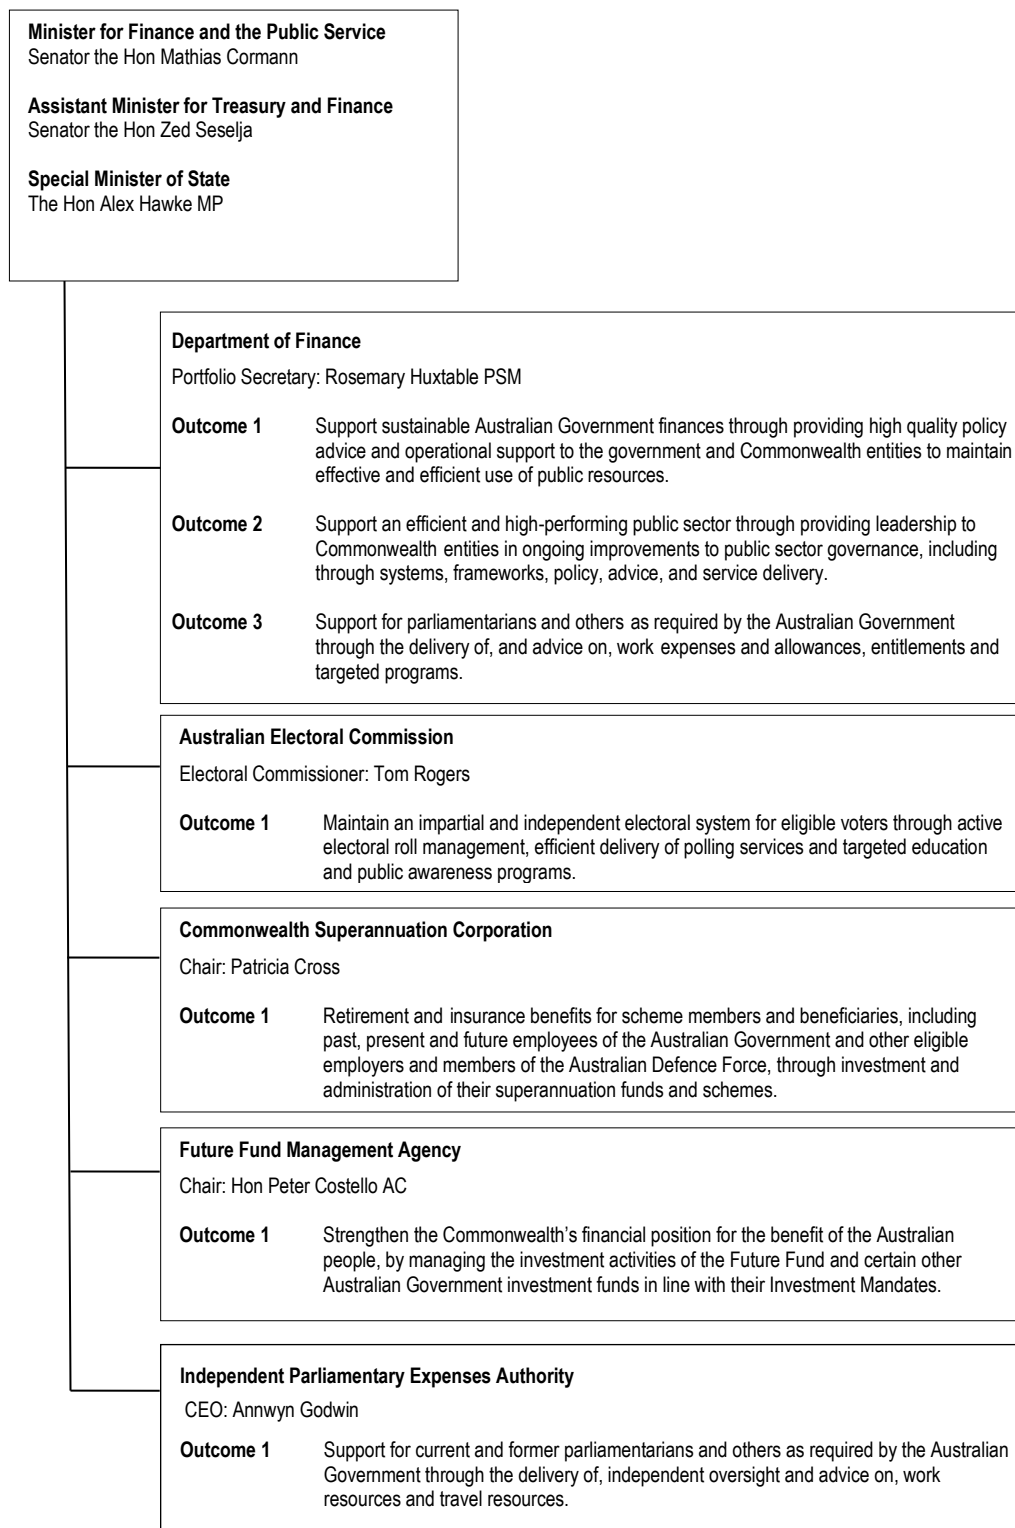 Minister for Finance and the Public Service
Senator the Hon Mathias Cormann
Assistant Minister for Treasury and Finance
Senator the Hon Zed Seselja
Special Minister of State
The Hon Alex Hawke MP
Department of Finance
Portfolio Secretary: Rosemary Huxtable PSM
Outcome 1 Support sustainable Australian Government finances through providing high quality policy
advice and operational support to the government and Commonwealth entities to maintain
effective and efficient use of public resources.
Outcome 2 Support an efficient and high-performing public sector through providing leadership to
Commonwealth entities in ongoing improvements to public sector governance, including
through systems, frameworks, policy, advice, and service delivery.
Outcome 3 Support for parliamentarians and others as required by the Australian Government
through the delivery of, and advice on, work expenses and allowances, entitlements and
targeted programs.
Australian Electoral Commission
Electoral Commissioner: Tom Rogers
Outcome 1 Maintain an impartial and independent electoral system for eligible voters through active
electoral roll management, efficient delivery of polling services and targeted education
and public awareness programs.
Commonwealth Superannuation Corporation
Chair: Patricia Cross
Outcome 1 Retirement and insurance benefits for scheme members and beneficiaries, including
past, present and future employees of the Australian Government and other eligible
employers and members of the Australian Defence Force, through investment and
administration of their superannuation funds and schemes.
Future Fund Management Agency
Chair: Hon Peter Costello AC
Outcome 1 Strengthen the Commonwealth’s financial position for the benefit of the Australian
people, by managing the investment activities of the Future Fund and certain other
Australian Government investment funds in line with their Investment Mandates.
Independent Parliamentary Expenses Authority
CEO: Annwyn Godwin
Outcome 1 Support for current and former parliamentarians and others as required by the Australian
Government through the delivery of, independent oversight and advice on, work
resources and travel resources.